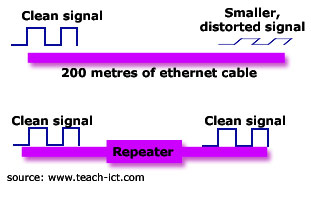 Clean signal
Smaller,
distorted signal
200 metres of ethernet cable
Clean signal
Clean signal
Repeater
source: www.teach-ict.com